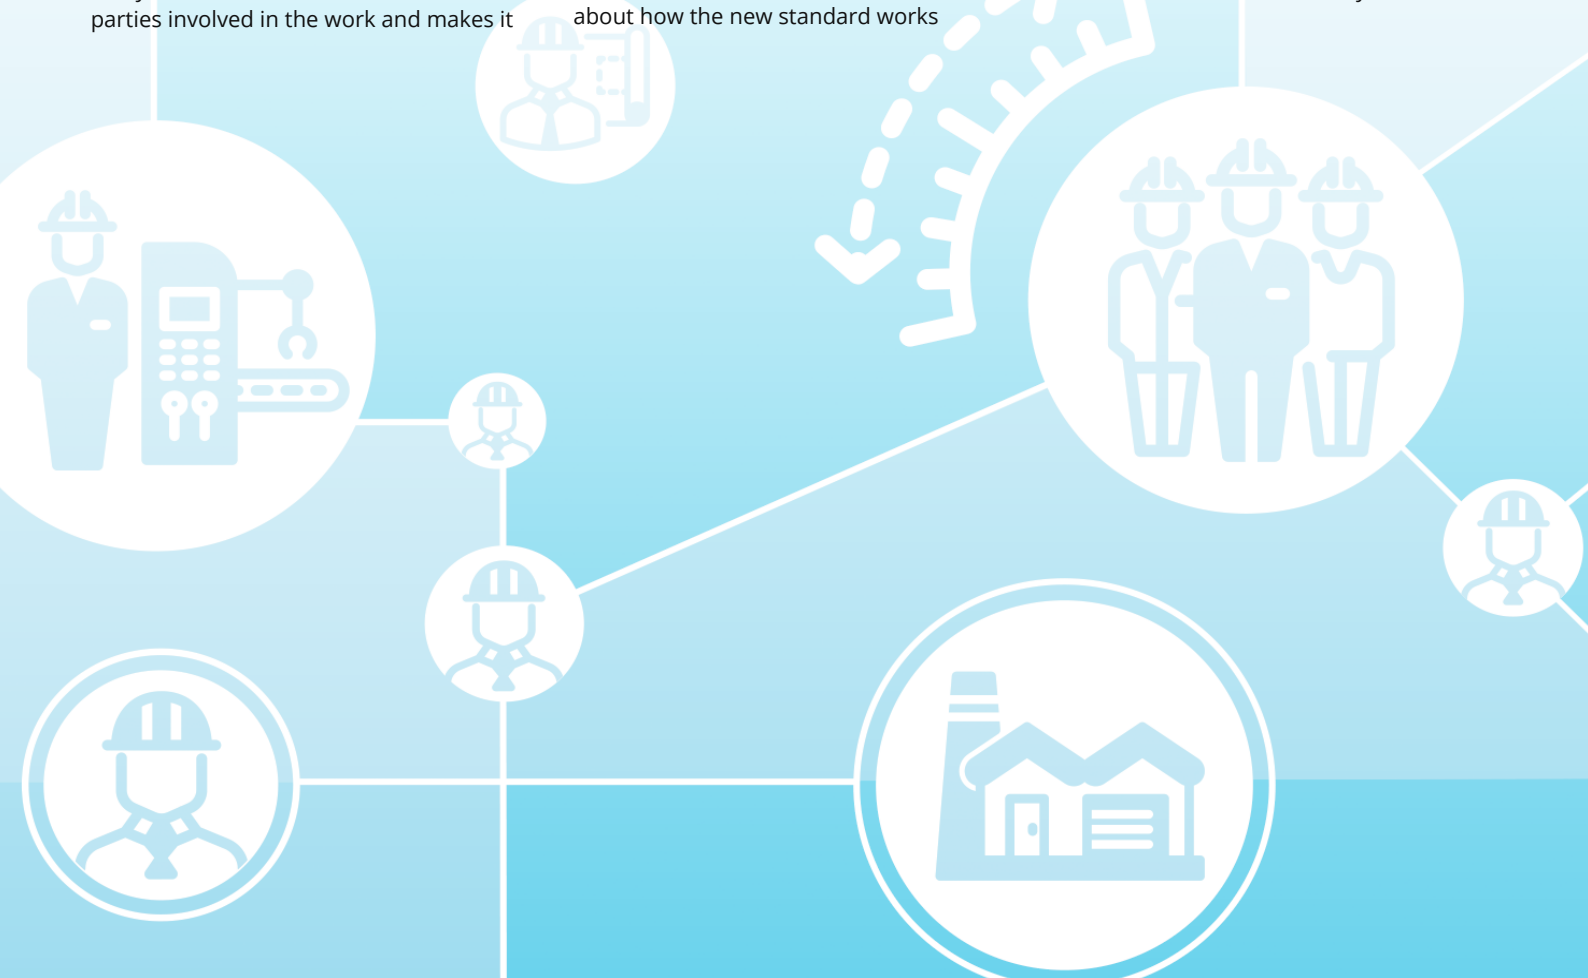 parties involved in the work and makes it
about how the new standard works